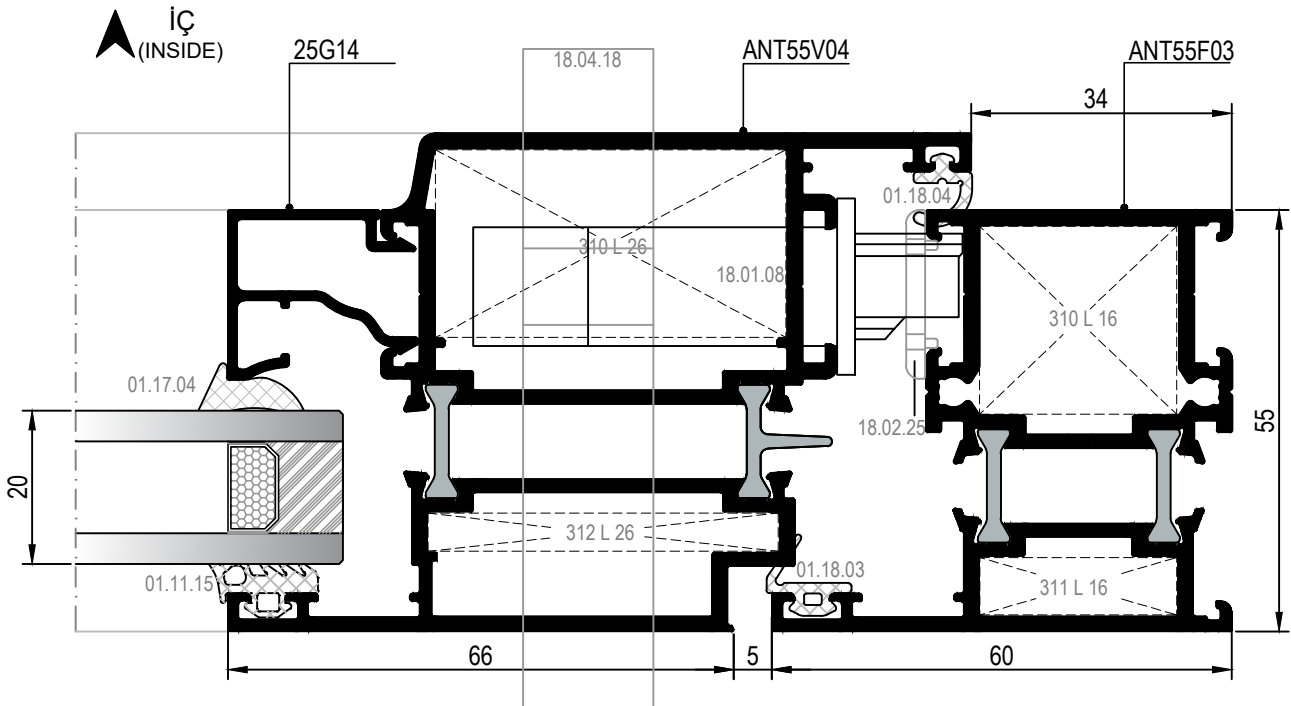 İÇ
(INSIDE)
25G14
18.04.18
ANT55V04
ANT55F03
34
01.18.04
310 L 26
18.01.08
310 L 16
01.17.04
18.02.25
55
20
312 L 26
01.11.15
01.18.03
311 L 16
66
5
60